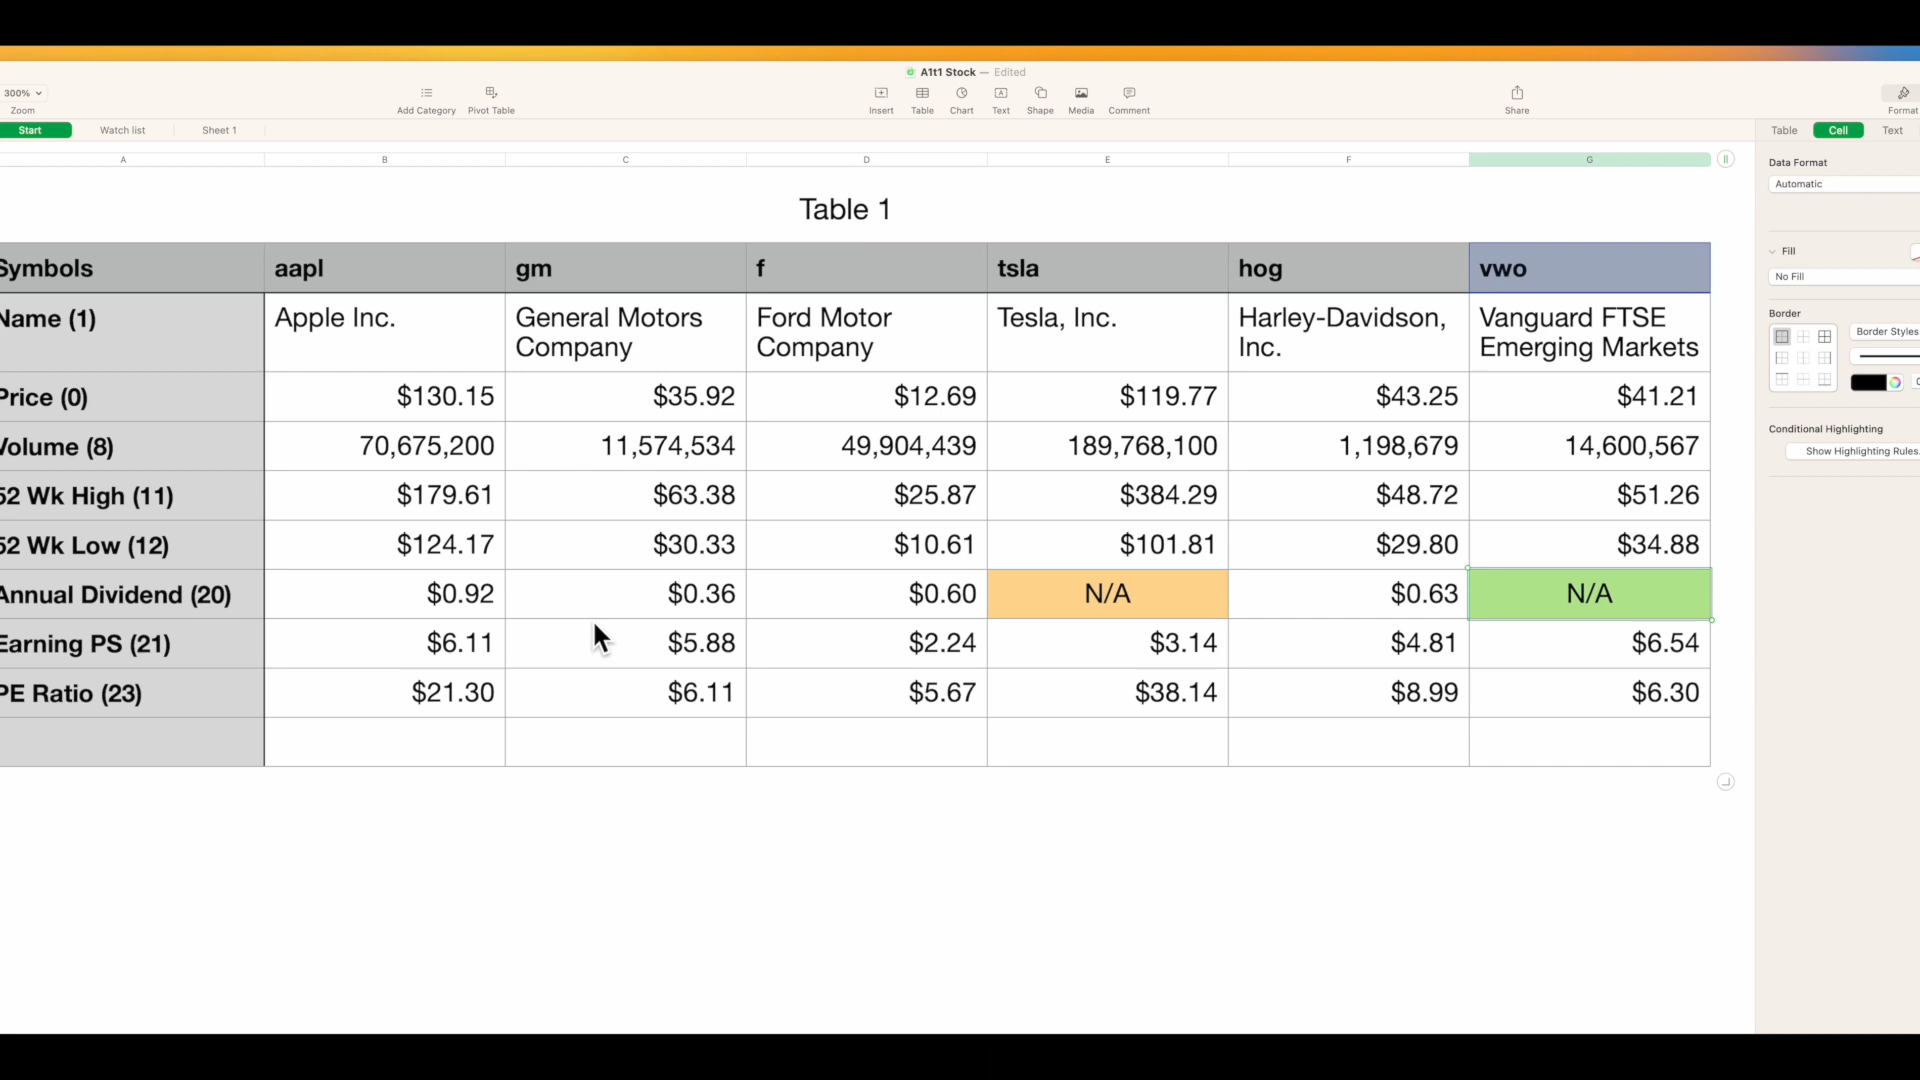 A1t1 Stock — Edited
300%
Zoom
Add Category
Pivot Table
Insert
Table
Chart
Text
Shape
Media
Comment
Share
Format
Start
Watch list
Sheet 1
Table
Cell
Text
A B C D E F G
Table 1
Symbols aapl gm f tsla hog vwo
Name (1) Apple Inc. General Motors Company Ford Motor Company Tesla, Inc. Harley-Davidson, Inc. Vanguard FTSE Emerging Markets
Price (0) $130.15 $35.92 $12.69 $119.77 $43.25 $41.21
Volume (8) 70,675,200 11,574,534 49,904,439 189,768,100 1,198,679 14,600,567
52 Wk High (11) $179.61 $63.38 $25.87 $384.29 $48.72 $51.26
52 Wk Low (12) $124.17 $30.33 $10.61 $101.81 $29.80 $34.88
Annual Dividend (20) $0.92 $0.36 $0.60 N/A $0.63 N/A
Earning PS (21) $6.11 $5.88 $2.24 $3.14 $4.81 $6.54
PE Ratio (23) $21.30 $6.11 $5.67 $38.14 $8.99 $6.30
Data Format
Automatic
Fill
No Fill
Border
Border Styles
Conditional Highlighting
Show Highlighting Rules.